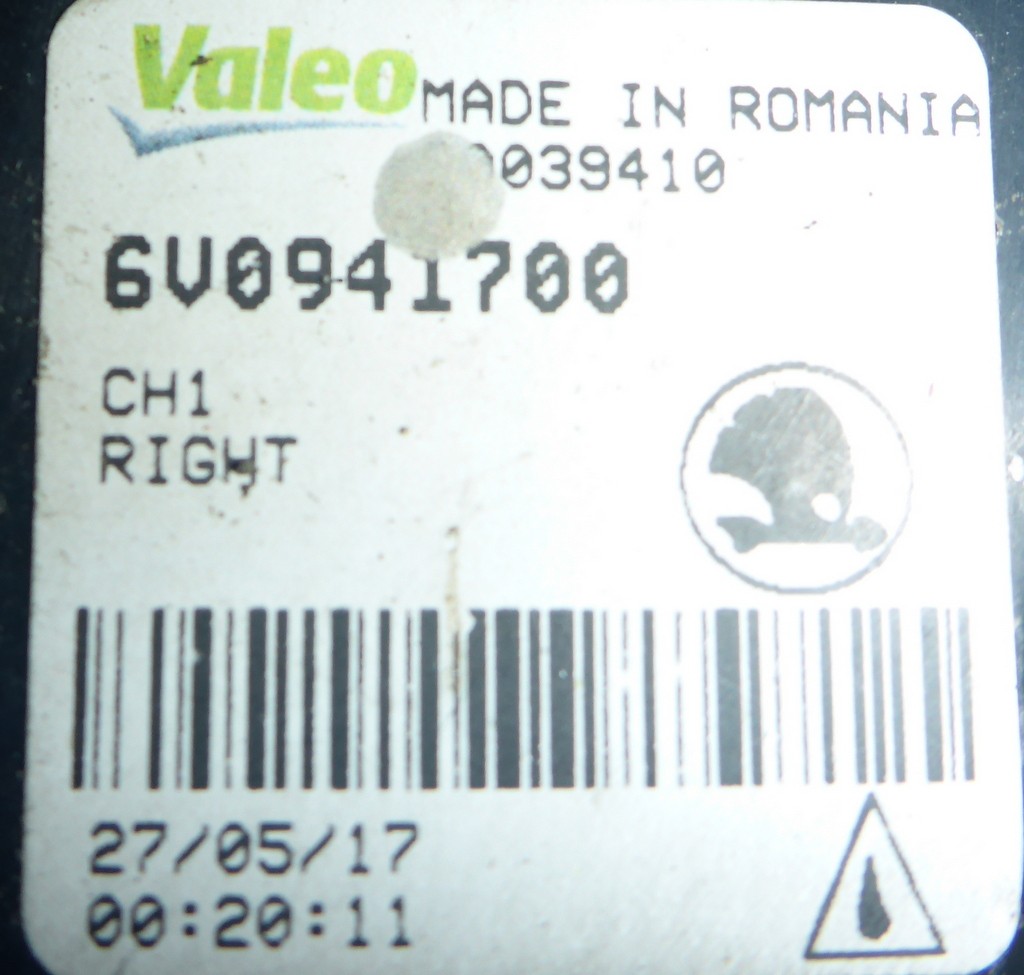 Valeo MADE IN ROMANIA
039410
6V0941700
CH1
RIGHT
27/05/17
00:20:11